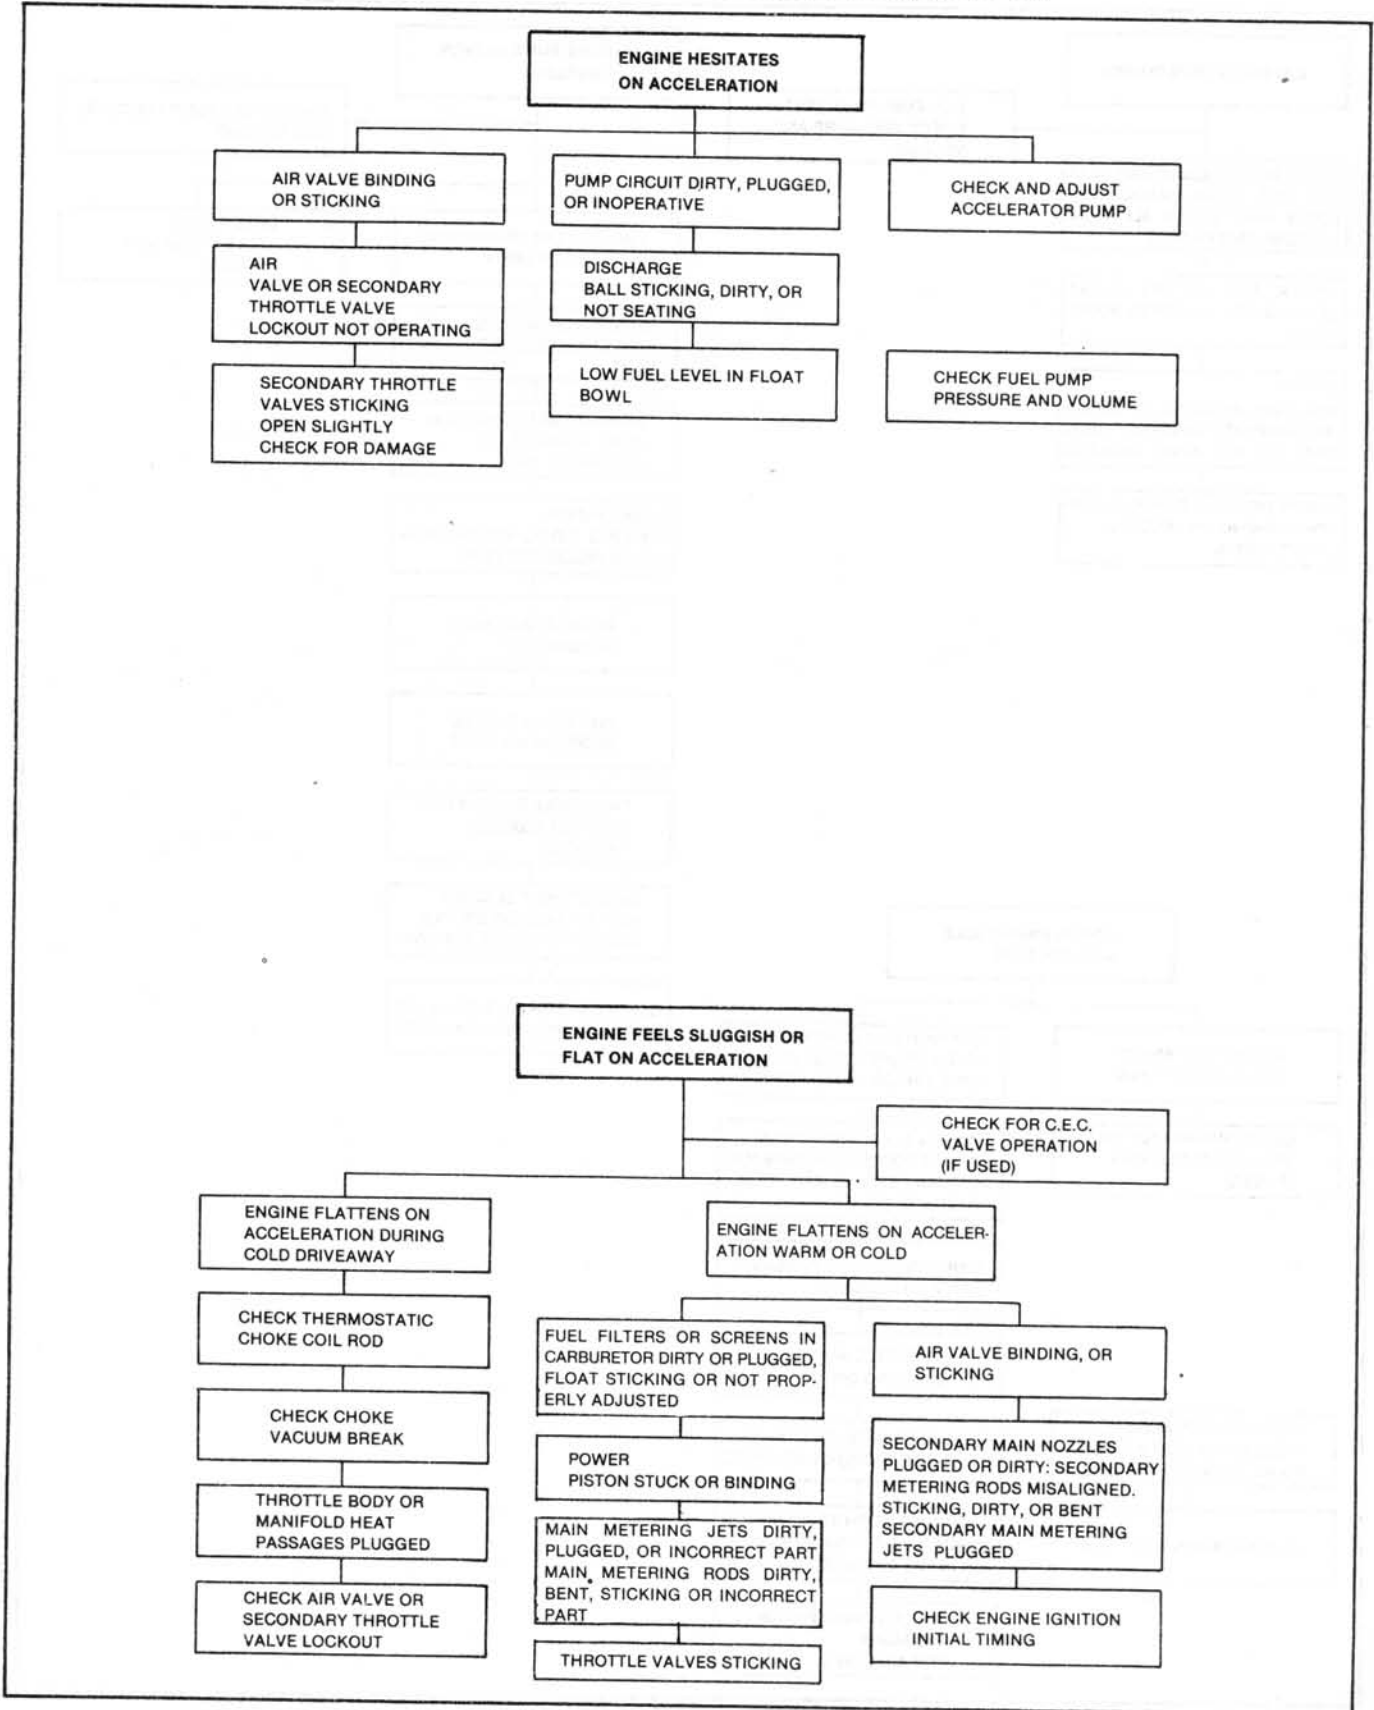 ENGINE HESITATES
ON ACCELERATION
AIR VALVE BINDING
OR STICKING
AIR
VALVE OR SECONDARY
THROTTLE VALVE
LOCKOUT NOT OPERATING
SECONDARY THROTTLE
VALVES STICKING
OPEN SLIGHTLY
CHECK FOR DAMAGE
PUMP CIRCUIT DIRTY, PLUGGED,
OR INOPERATIVE
DISCHARGE
BALL STICKING, DIRTY, OR
NOT SEATING
LOW FUEL LEVEL IN FLOAT
BOWL
CHECK AND ADJUST
ACCELERATOR PUMP
CHECK FUEL PUMP
PRESSURE AND VOLUME
ENGINE FEELS SLUGGISH OR
FLAT ON ACCELERATION
CHECK FOR C.E.C.
VALVE OPERATION
(IF USED)
ENGINE FLATTENS ON
ACCELERATION DURING
COLD DRIVEAWAY
CHECK THERMOSTATIC
CHOKE COIL ROD
CHECK CHOKE
VACUUM BREAK
THROTTLE BODY OR
MANIFOLD HEAT
PASSAGES PLUGGED
CHECK AIR VALVE OR
SECONDARY THROTTLE
VALVE LOCKOUT
ENGINE FLATTENS ON ACCELER-
ATION WARM OR COLD
FUEL FILTERS OR SCREENS IN
CARBURETOR DIRTY OR PLUGGED,
FLOAT STICKING OR NOT PROP-
ERLY ADJUSTED
POWER
PISTON STUCK OR BINDING
MAIN METERING JETS DIRTY,
PLUGGED, OR INCORRECT PART
MAIN METERING RODS DIRTY,
BENT, STICKING OR INCORRECT
PART
THROTTLE VALVES STICKING
AIR VALVE BINDING, OR
STICKING
SECONDARY MAIN NOZZLES
PLUGGED OR DIRTY: SECONDARY
METERING RODS MISALIGNED.
STICKING, DIRTY, OR BENT
SECONDARY MAIN METERING
JETS PLUGGED
CHECK ENGINE IGNITION
INITIAL TIMING